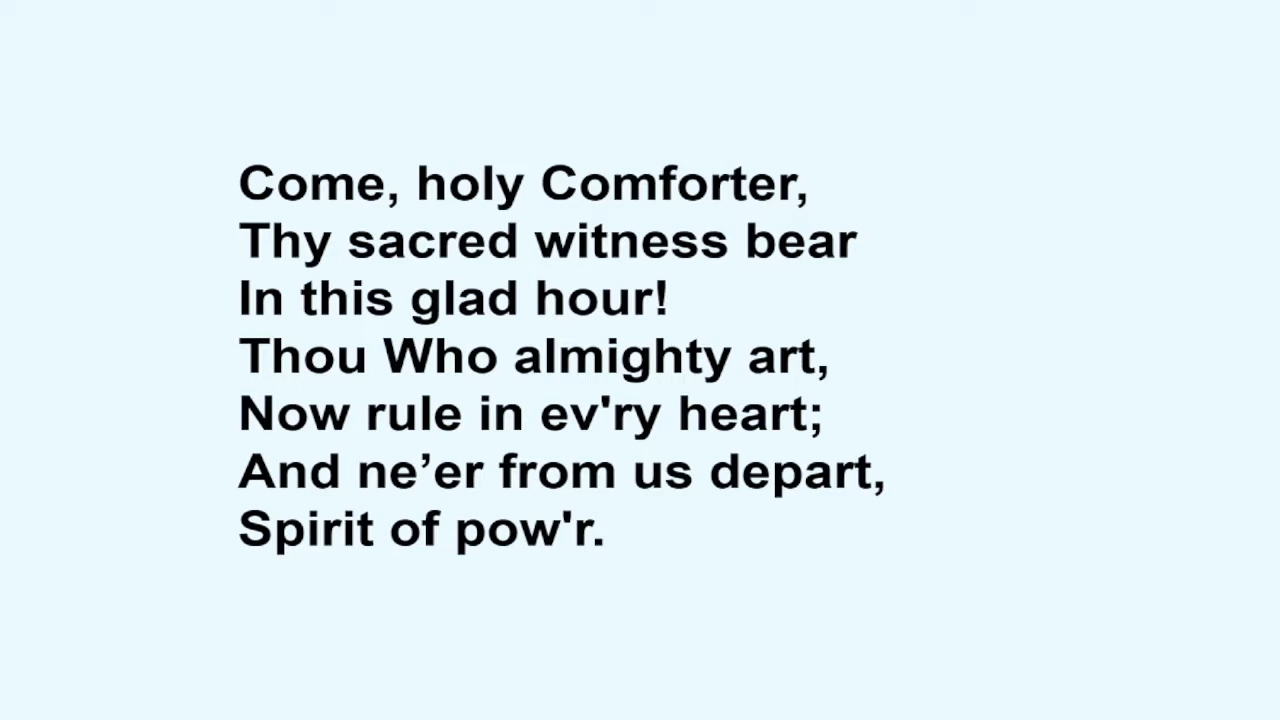 Come, holy Comforter,
Thy sacred witness bear
In this glad hour!
Thou Who almighty art,
Now rule in ev'ry heart;
And ne’er from us depart,
Spirit of pow'r.